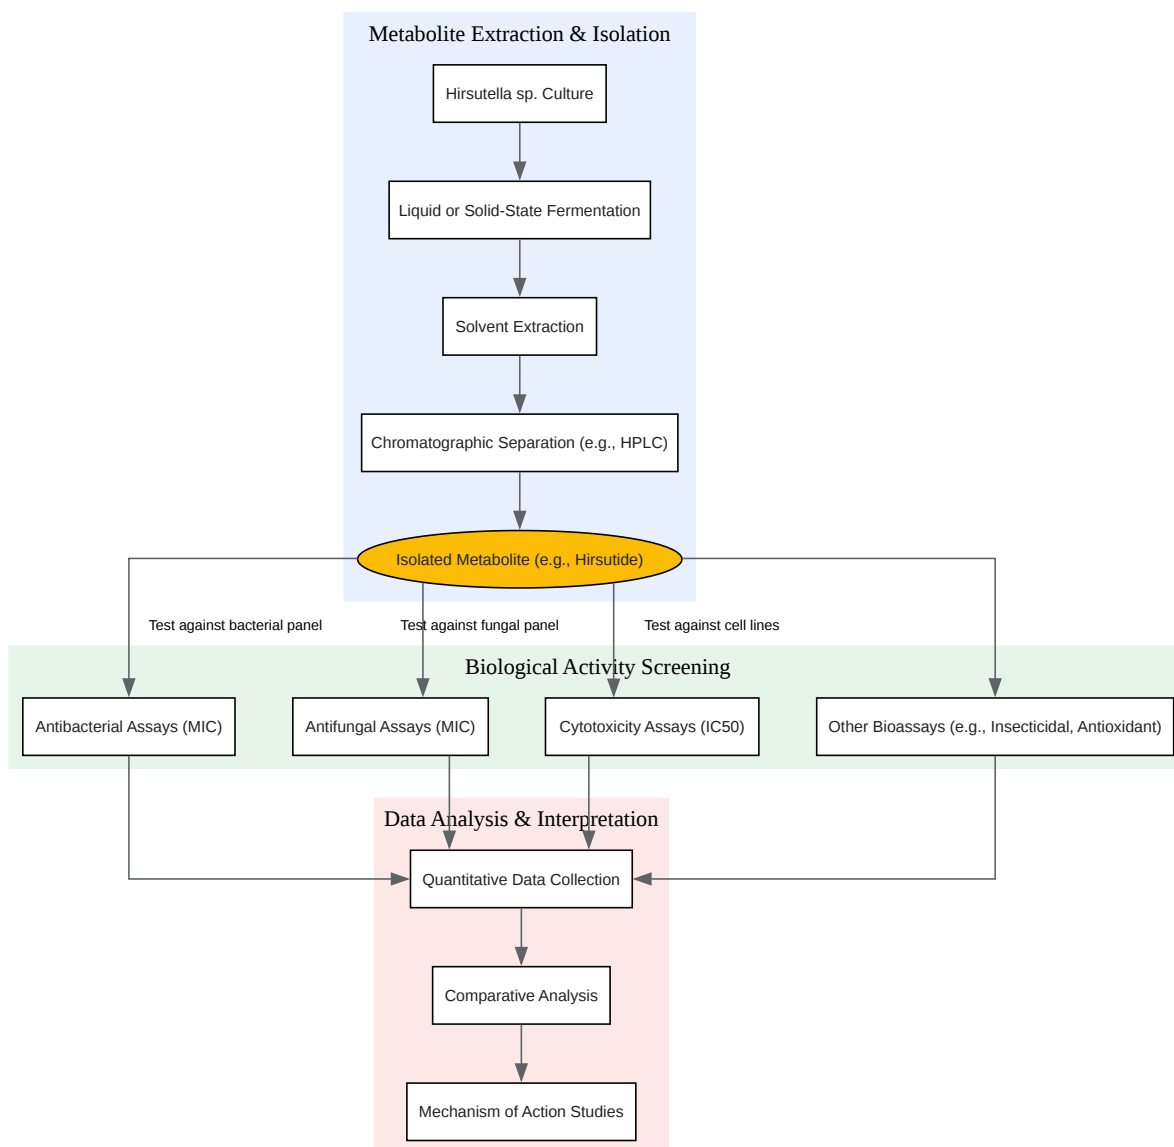 Metabolite Extraction & Isolation
Hirsutella sp. Culture
Liquid or Solid-State Fermentation
Solvent Extraction
Chromatographic Separation (e.g., HPLC)
Isolated Metabolite (e.g., Hirsutide)
Test against bacterial panel
Test against fungal panel
Test against cell lines
Biological Activity Screening
Antibacterial Assays (MIC)
Antifungal Assays (MIC)
Cytotoxicity Assays (IC50)
Other Bioassays (e.g., Insecticidal, Antioxidant)
Data Analysis & Interpretation
Quantitative Data Collection
Comparative Analysis
Mechanism of Action Studies